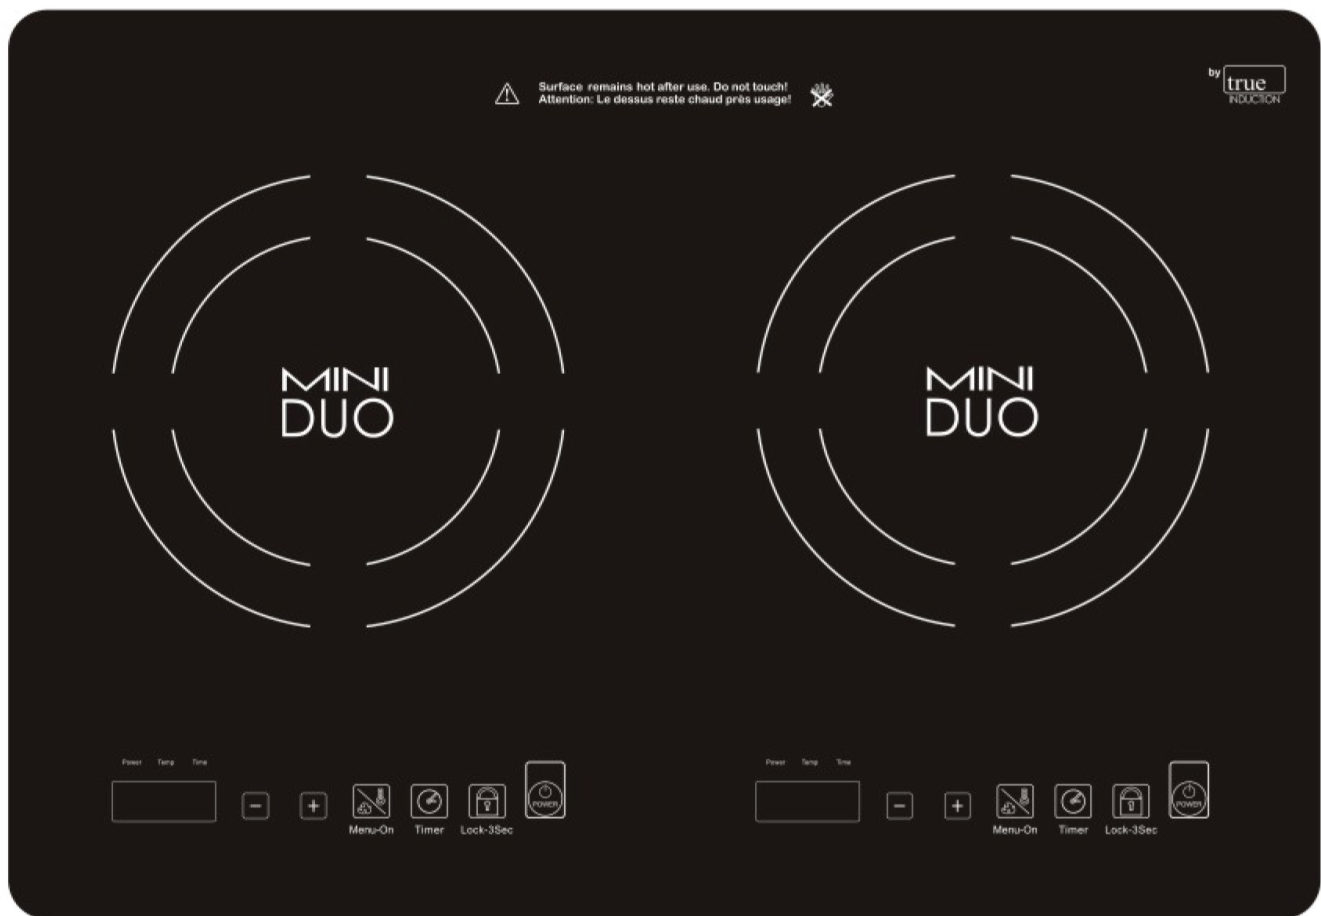 Surface remains hot after use. Do not touch!
Attention: Le dessus reste chaud près usage!
by true
INDUCTION
MINI
DUO
MINI
DUO
Power Temp Time
POWER
Menu-On Timer Lock-3Sec
Power Temp Time
POWER
Menu-On Timer Lock-3Sec